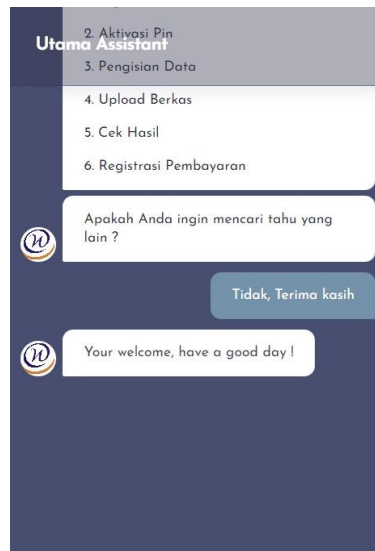 2. Aktivasi Pin
Utama Assistant
3. Pengisian Data
4. Upload Berkas
5. Cek Hasil
6. Registrasi Pembayaran
Apakah Anda ingin mencari tahu yang
lain ?
Tidak, Terima kasih
Your welcome, have a good day !